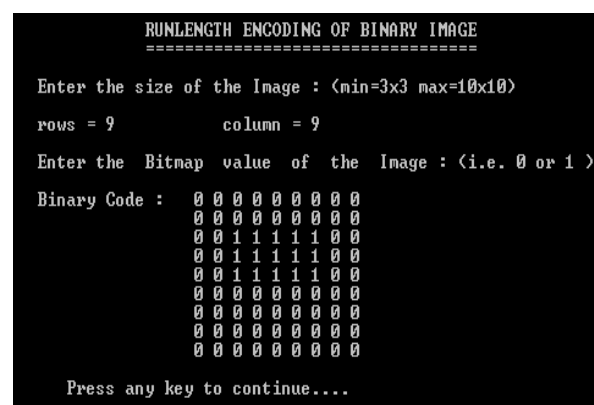 RUNLENGTH ENCODING OF BINARY IMAGE
==================================
Enter the size of the Image : (min=3x3 max=10x10)
rows = 9 column = 9
Enter the Bitmap value of the Image : (i.e. 0 or 1 )
Binary Code : 0 0 0 0 0 0 0 0 0
0 0 0 0 0 0 0 0 0
0 0 1 1 1 1 1 0 0
0 0 1 1 1 1 1 0 0
0 0 1 1 1 1 1 0 0
0 0 0 0 0 0 0 0 0
0 0 0 0 0 0 0 0 0
0 0 0 0 0 0 0 0 0
0 0 0 0 0 0 0 0 0
Press any key to continue....